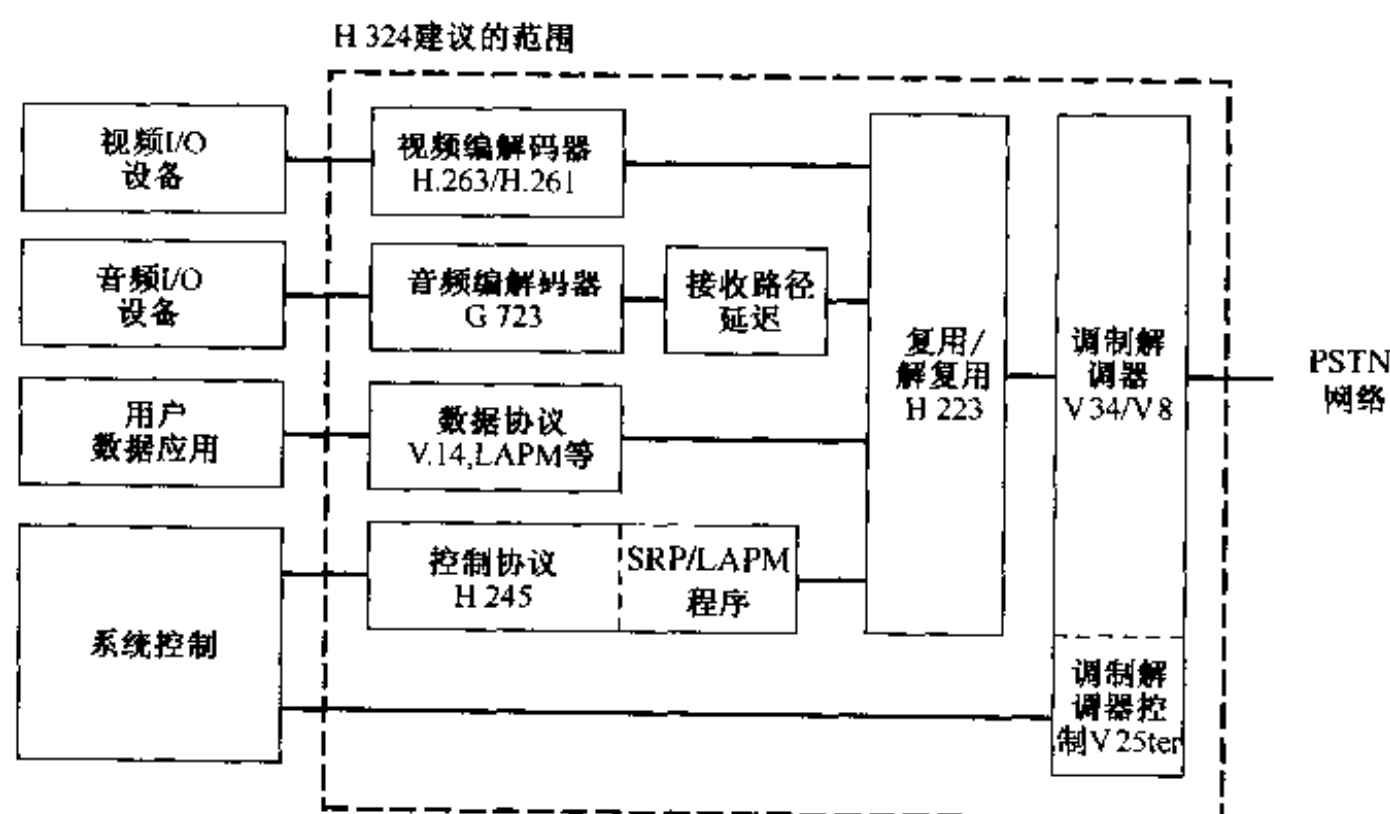 H 324建议的范围
视频I/O
设备
视频编解码器
H.263/H.261
音频I/O
设备
音频编解码器
G 723
接收路径
延迟
用户
数据应用
数据协议
V.14,LAPM等
系统控制
控制协议
H 245
SRP/LAPM
程序
复用/
解复用
H 223
调制解
调器
V 34/V 8
调制解
调器控
制V 25ter
PSTN
网络